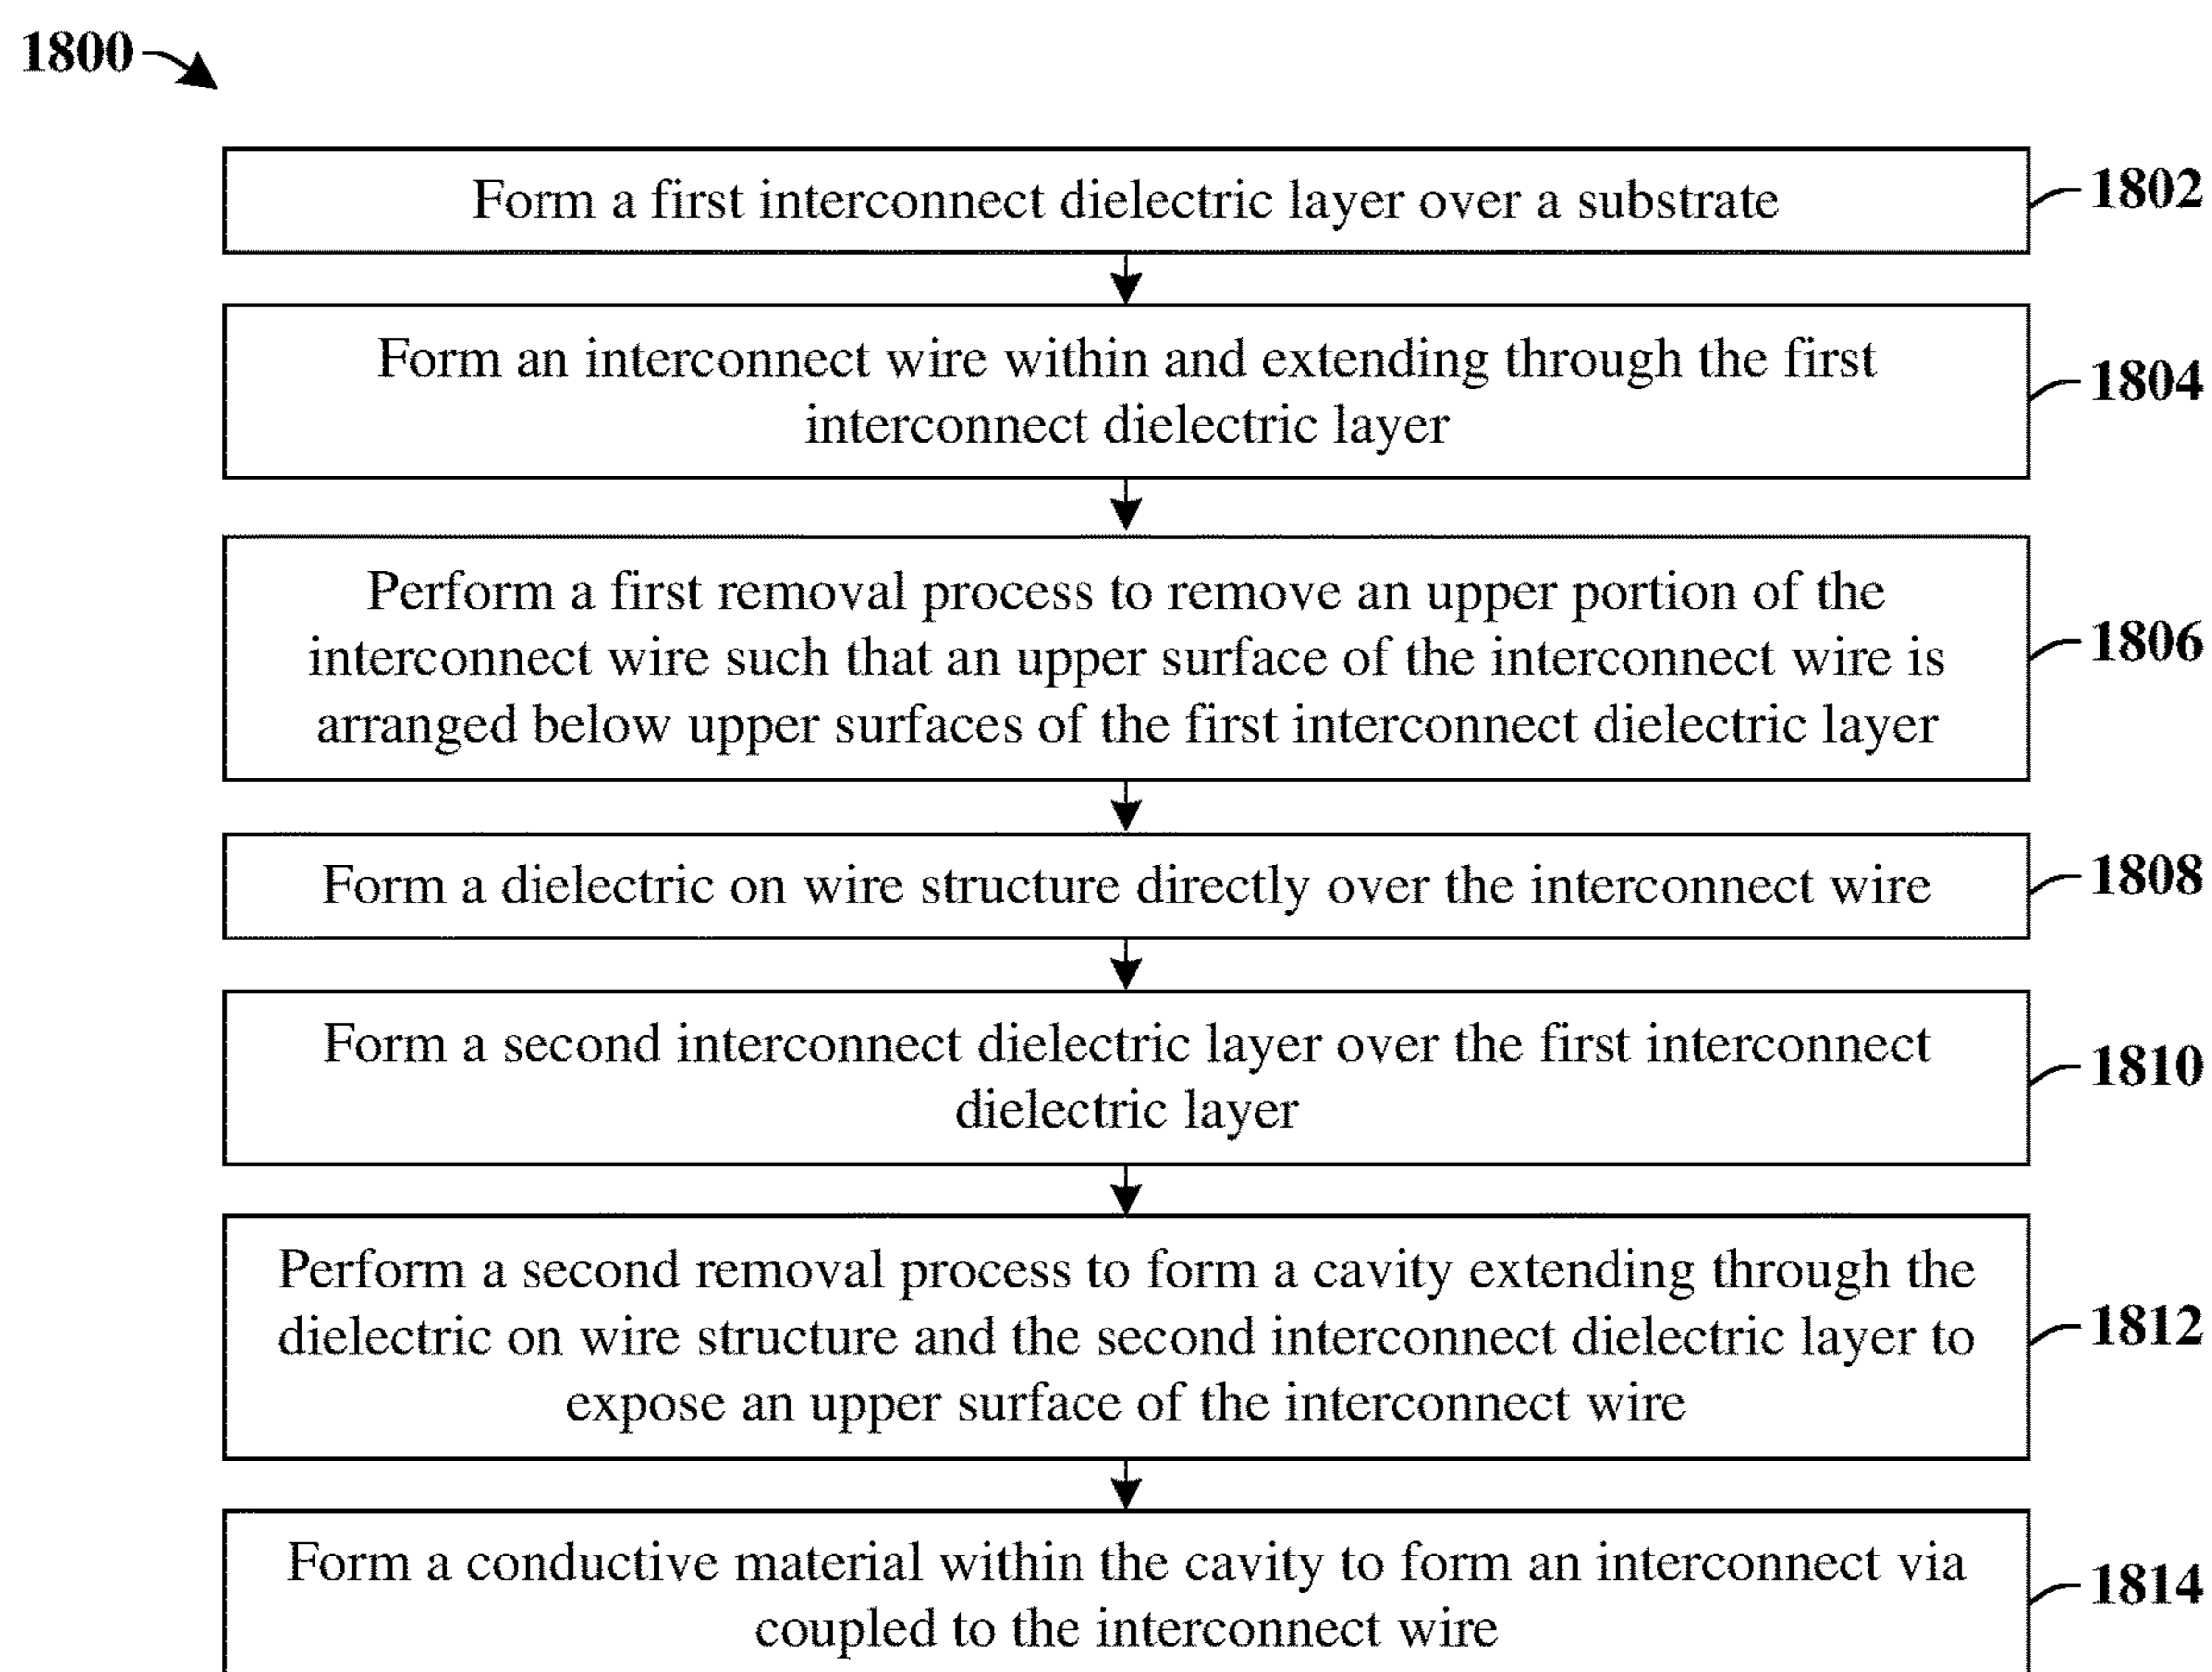 1800
Form a first interconnect dielectric layer over a substrate
1802
Form an interconnect wire within and extending through the first
interconnect dielectric layer
1804
Perform a first removal process to remove an upper portion of the
interconnect wire such that an upper surface of the interconnect wire is
arranged below upper surfaces of the first interconnect dielectric layer
1806
Form a dielectric on wire structure directly over the interconnect wire
1808
Form a second interconnect dielectric layer over the first interconnect
dielectric layer
1810
Perform a second removal process to form a cavity extending through the
dielectric on wire structure and the second interconnect dielectric layer to
expose an upper surface of the interconnect wire
1812
Form a conductive material within the cavity to form an interconnect via
coupled to the interconnect wire
1814